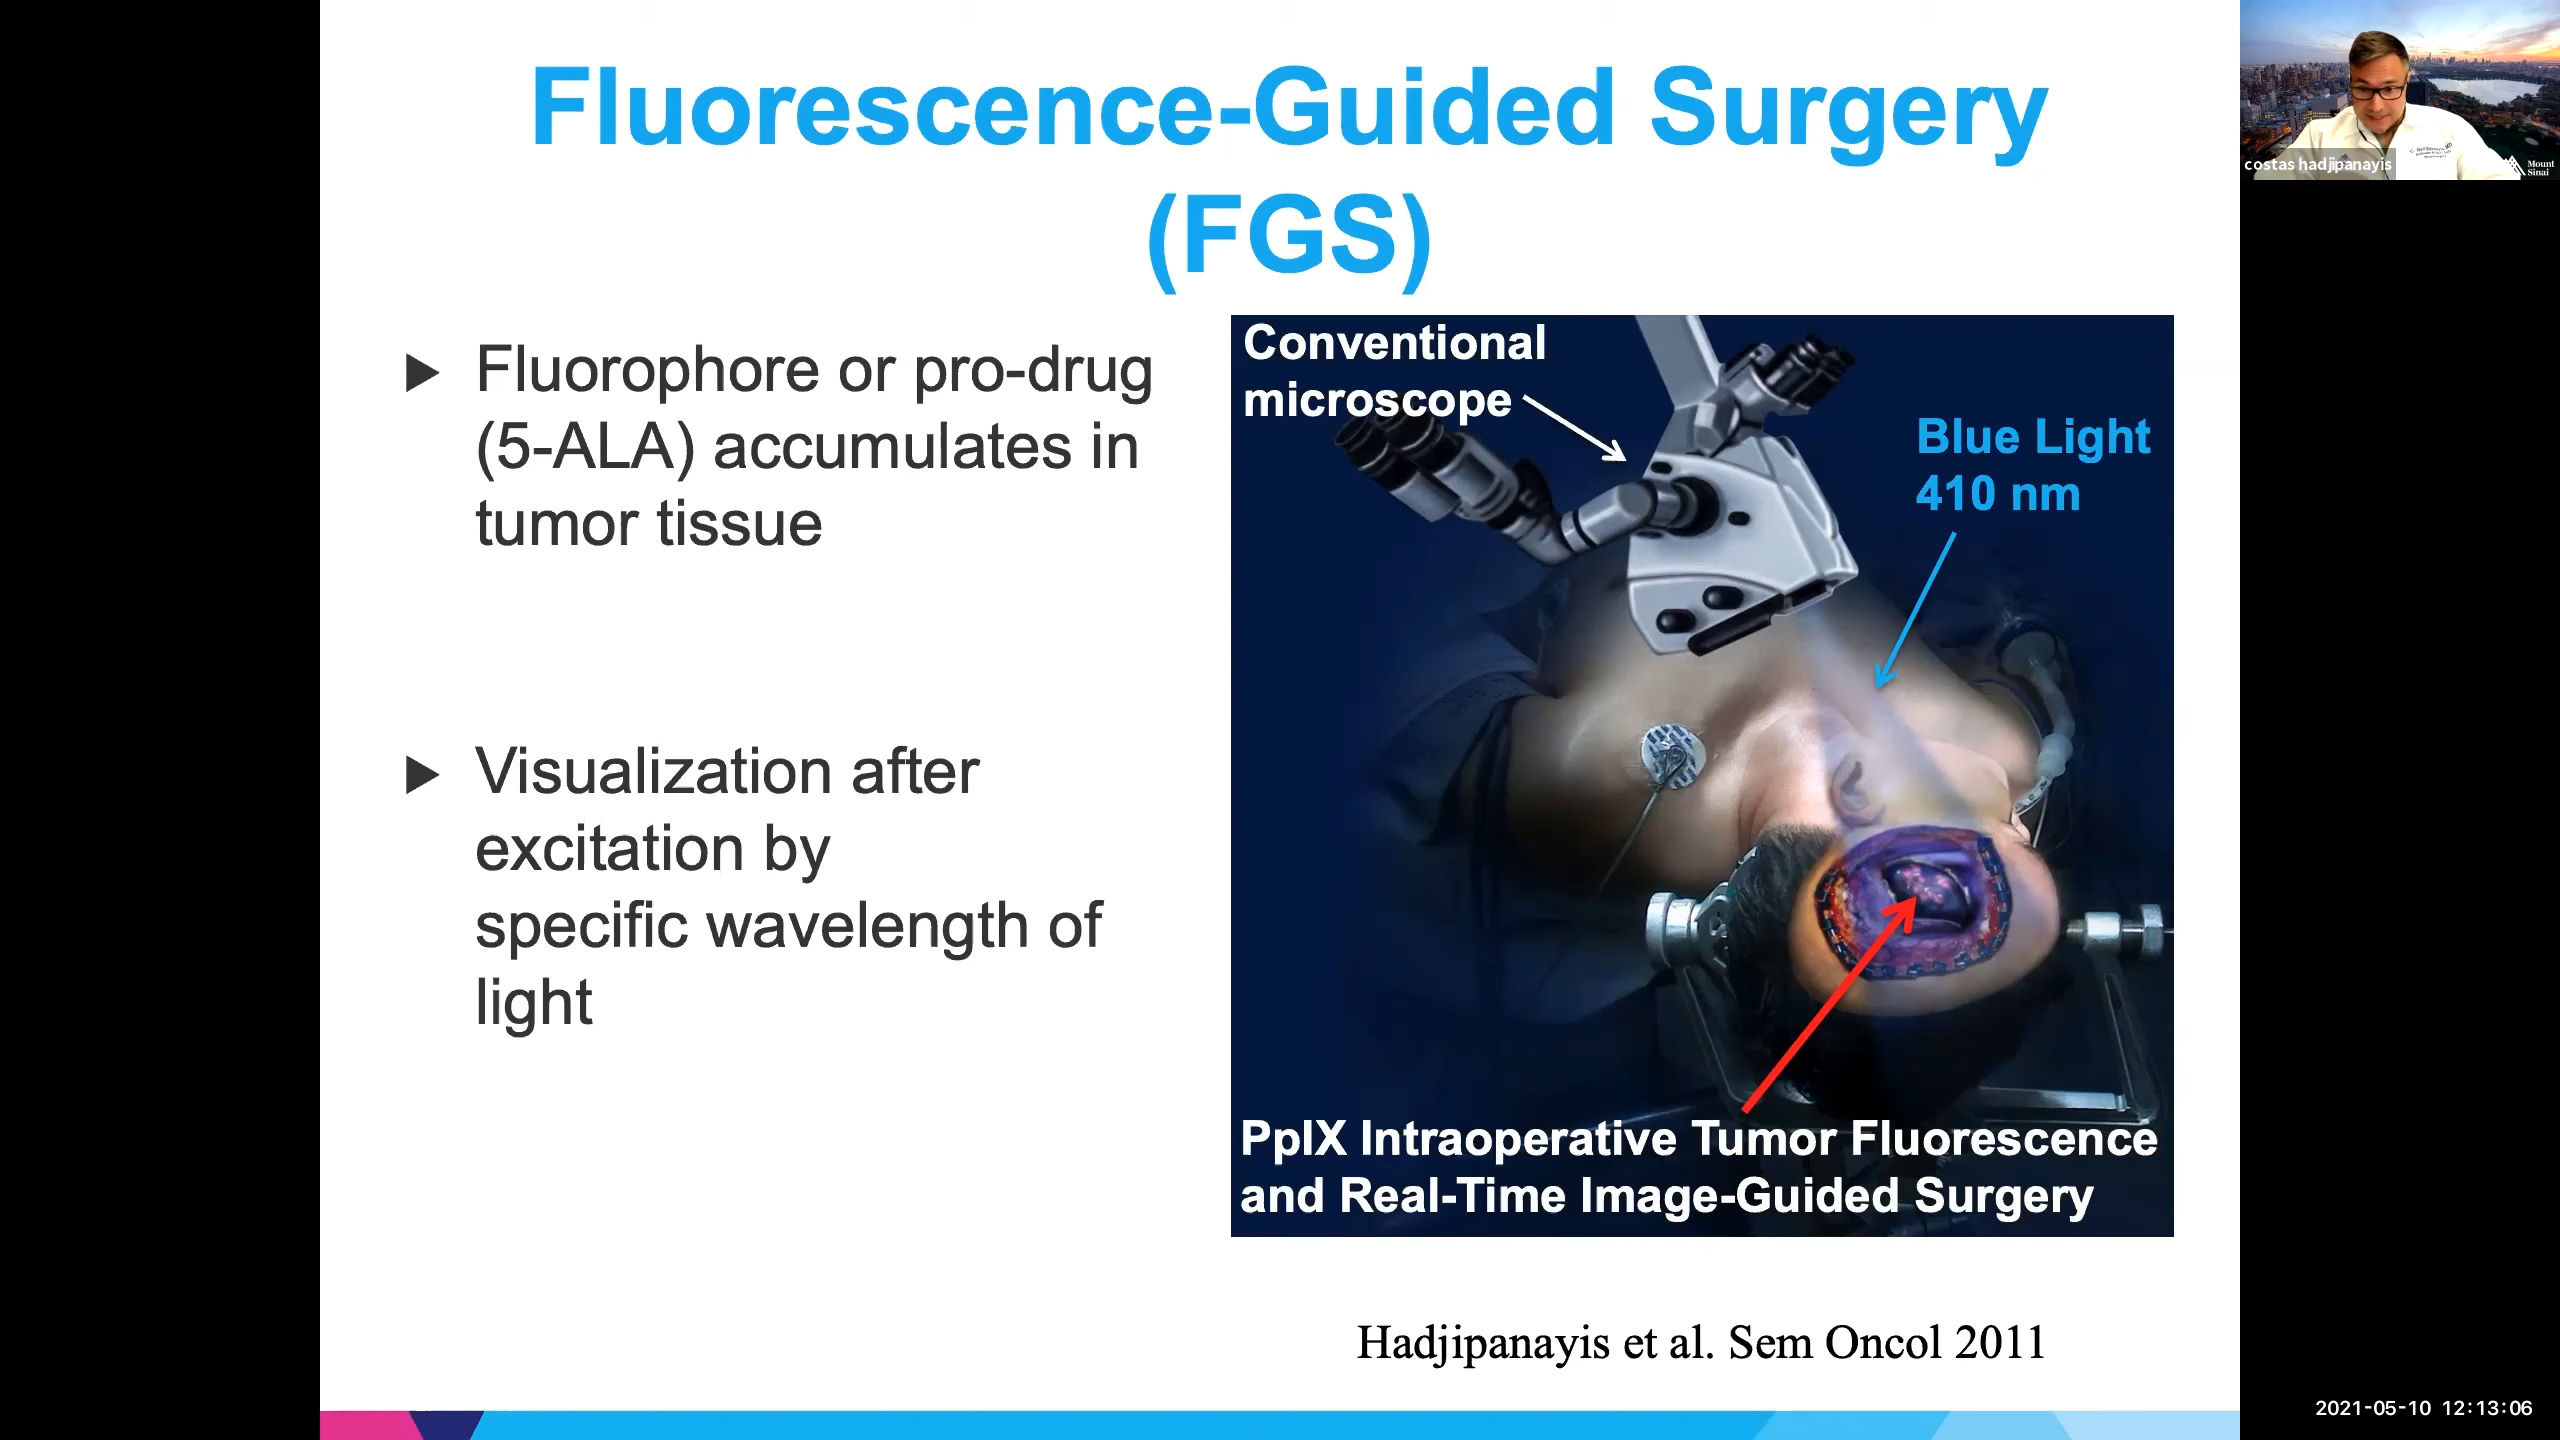 Fluorescence-Guided Surgery
(FGS)
Fluorophore or pro-drug
(5-ALA) accumulates in
tumor tissue
Visualization after
excitation by
specific wavelength of
light
Conventional
microscope
Blue Light
410 nm
PpIX Intraoperative Tumor Fluorescence
and Real-Time Image-Guided Surgery
Hadjipanayis et al. Sem Oncol 2011
costas hadjipanayis
Mount
Sinai
2021-05-10 12:13:06